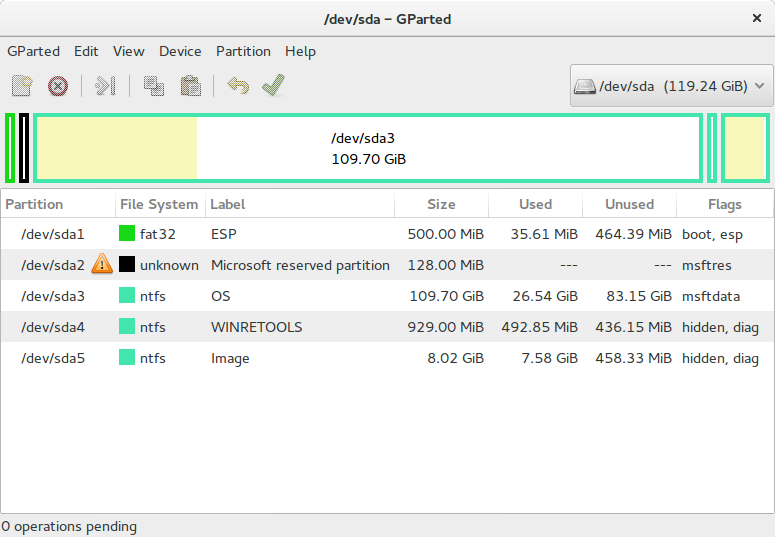 /dev/sda – GParted
GParted Edit View Device Partition Help
/dev/sda (119.24 GiB)
/dev/sda3
109.70 GiB
Partition File System Label Size Used Unused Flags
/dev/sda1 fat32 ESP 500.00 MiB 35.61 MiB 464.39 MiB boot, esp
/dev/sda2 unknown Microsoft reserved partition 128.00 MiB --- --- msftres
/dev/sda3 ntfs OS 109.70 GiB 26.54 GiB 83.15 GiB msftdata
/dev/sda4 ntfs WINRETOOLS 929.00 MiB 492.85 MiB 436.15 MiB hidden, diag
/dev/sda5 ntfs Image 8.02 GiB 7.58 GiB 458.33 MiB hidden, diag
0 operations pending